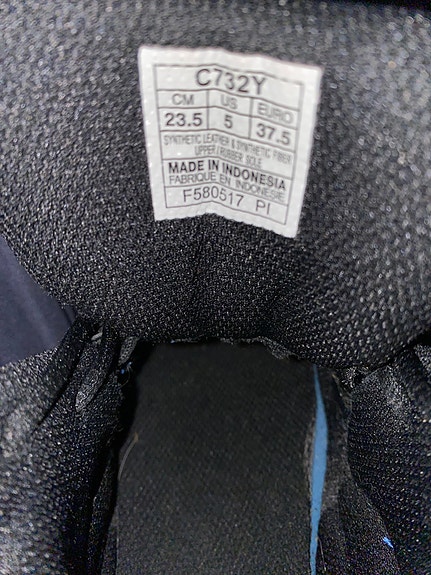 C732Y
CM US EURO
23.5 5 37.5
SYNTHETIC LEATHER & SYNTHETIC FIBER
UPPER / RUBBER SOLE
MADE IN INDONESIA
FABRIQUE EN INDONESIE
F580517 PI